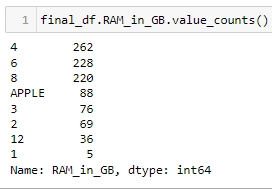 1 final_df.RAM_in_GB.value_counts()
4 262
6 228
8 220
APPLE 88
3 76
2 69
12 36
1 5
Name: RAM_in_GB, dtype: int64